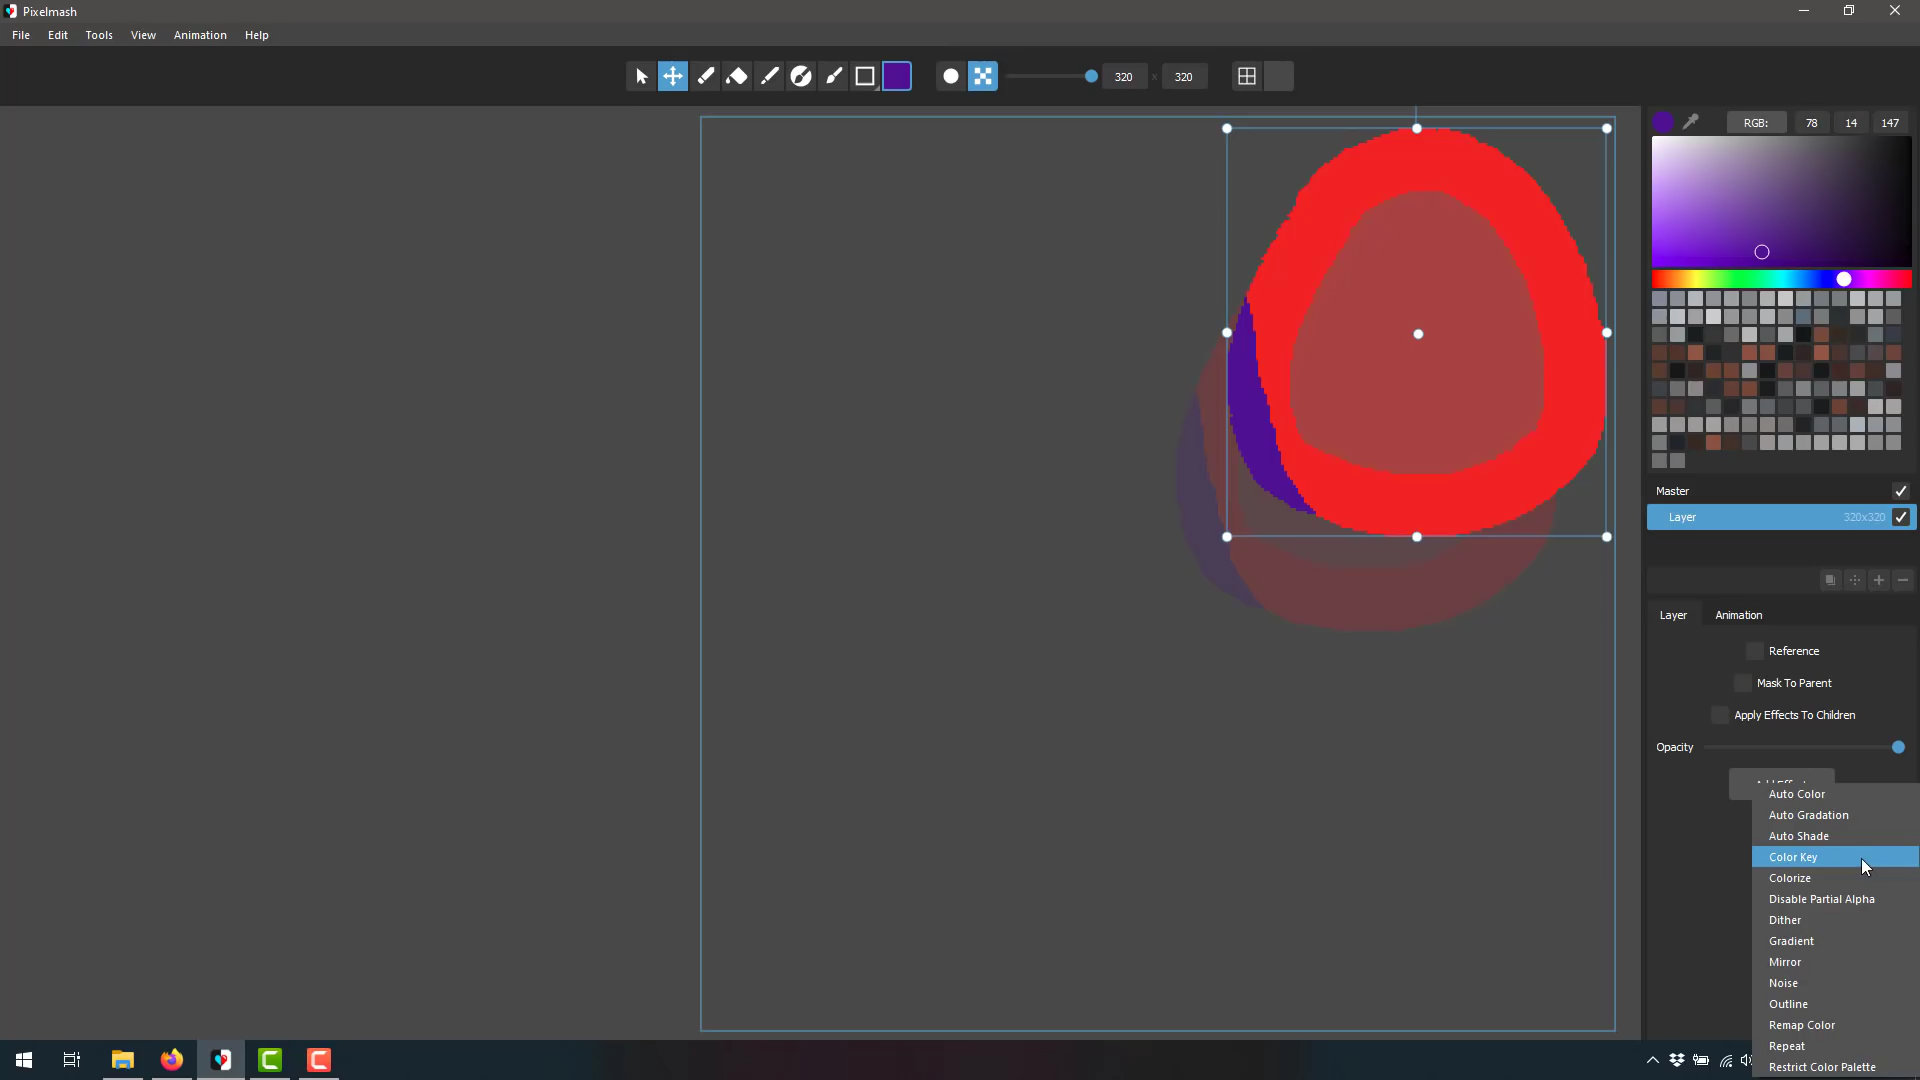 Pixelmash
File Edit Tools View Animation Help
320 x 320
RGB: 78 14 147
Master
Layer 320x320
Layer Animation
Reference
Mask To Parent
Apply Effects To Children
Opacity
Auto Color
Auto Gradation
Auto Shade
Color Key
Colorize
Disable Partial Alpha
Dither
Gradient
Mirror
Noise
Outline
Remap Color
Repeat
Restrict Color Palette